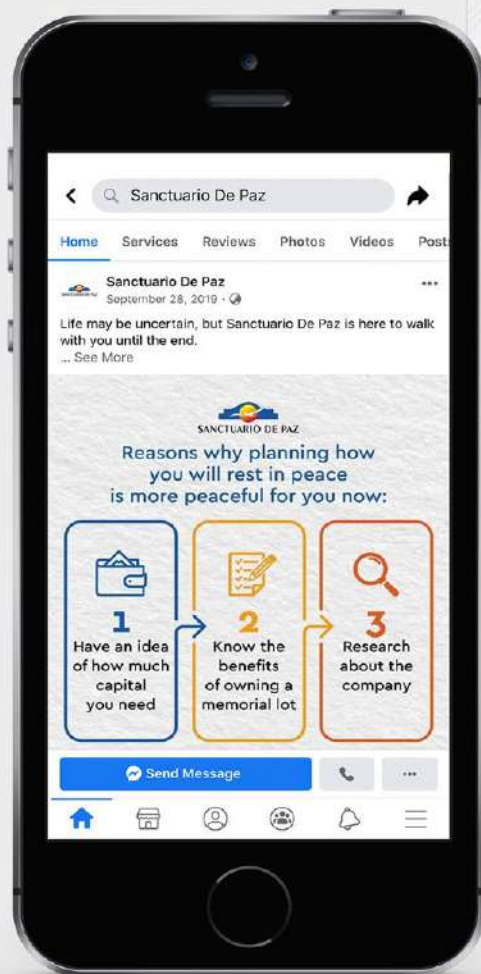 Sanctuario De Paz
Home Services Reviews Photos Videos Posts
Sanctuario De Paz
September 28, 2019 ·
Life may be uncertain, but Sanctuario De Paz is here to walk
with you until the end.
... See More
SANCTUARIO DE PAZ
Reasons why planning how
you will rest in peace
is more peaceful for you now:
1
Have an idea
of how much
capital
you need
2
Know the
benefits
of owning a
memorial lot
3
Research
about the
company
Send Message